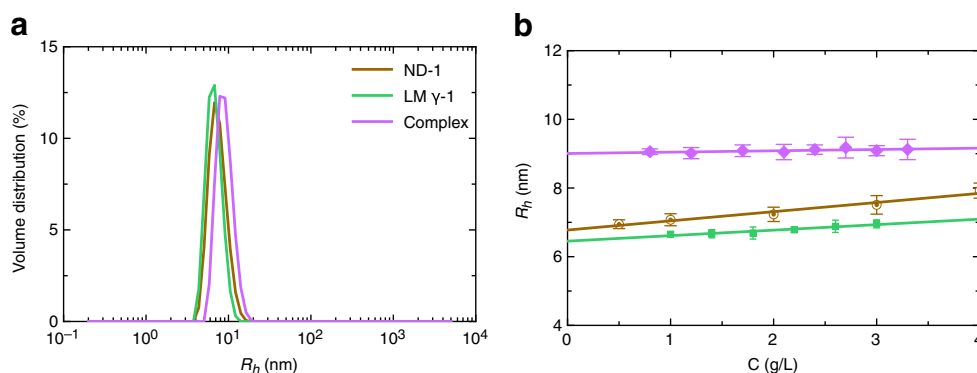 a
15
10
5
0
Volume distribution (%)
ND-1
LM γ-1
Complex
10⁻¹ 10⁰ 10¹ 10² 10³ 10⁴
Rₕ (nm)
b
12
10
8
6
4
Rₕ (nm)
0 1 2 3 4
C (g/L)